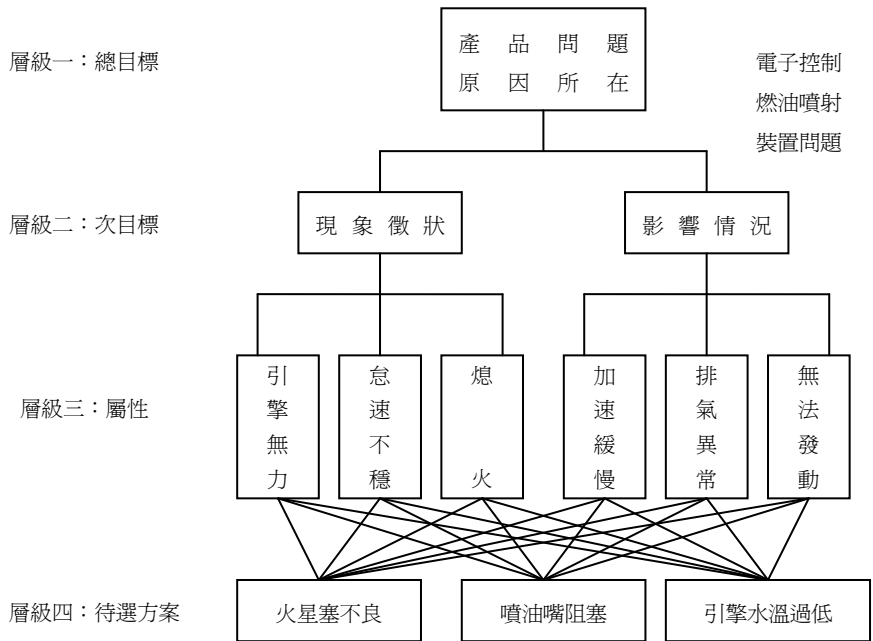 層級一：總目標
產品問題
原因所在
電子控制
燃油噴射
裝置問題
層級二：次目標
現象徵狀
影響情況
層級三：屬性
引擎無力
怠速不穩
熄火
加速緩慢
排氣異常
無法發動
層級四：待選方案
火星塞不良
噴油嘴阻塞
引擎水溫過低